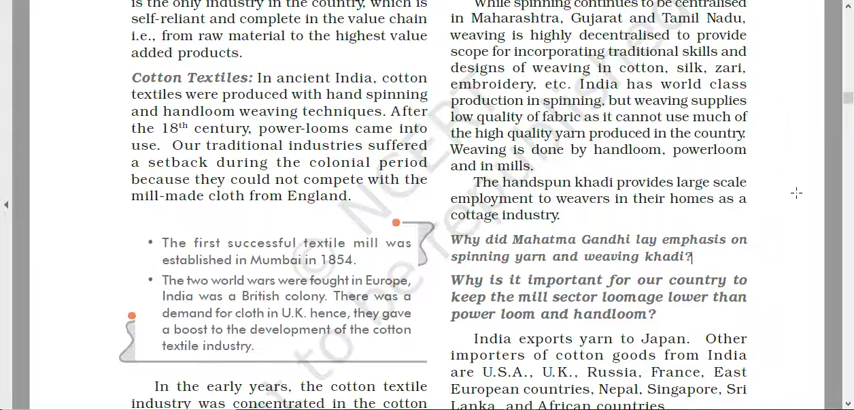 is the only industry in the country, which is
self-reliant and complete in the value chain
i.e., from raw material to the highest value
added products.
Cotton Textiles: In ancient India, cotton
textiles were produced with hand spinning
and handloom weaving techniques. After
the 18th century, power-looms came into
use. Our traditional industries suffered
a setback during the colonial period
because they could not compete with the
mill-made cloth from England.
• The first successful textile mill was
established in Mumbai in 1854.
• The two world wars were fought in Europe,
India was a British colony. There was a
demand for cloth in U.K. hence, they gave
a boost to the development of the cotton
textile industry.
In the early years, the cotton textile
industry was concentrated in the cotton
While spinning continues to be centralised
in Maharashtra, Gujarat and Tamil Nadu,
weaving is highly decentralised to provide
scope for incorporating traditional skills and
designs of weaving in cotton, silk, zari,
embroidery, etc. India has world class
production in spinning, but weaving supplies
low quality of fabric as it cannot use much of
the high quality yarn produced in the country.
Weaving is done by handloom, powerloom
and in mills.
The handspun khadi provides large scale
employment to weavers in their homes as a
cottage industry.
Why did Mahatma Gandhi lay emphasis on
spinning yarn and weaving khadi?
Why is it important for our country to
keep the mill sector loomage lower than
power loom and handloom?
India exports yarn to Japan. Other
importers of cotton goods from India
are U.S.A., U.K., Russia, France, East
European countries, Nepal, Singapore, Sri
Lanka, and African countries.
© NCERT
be republished